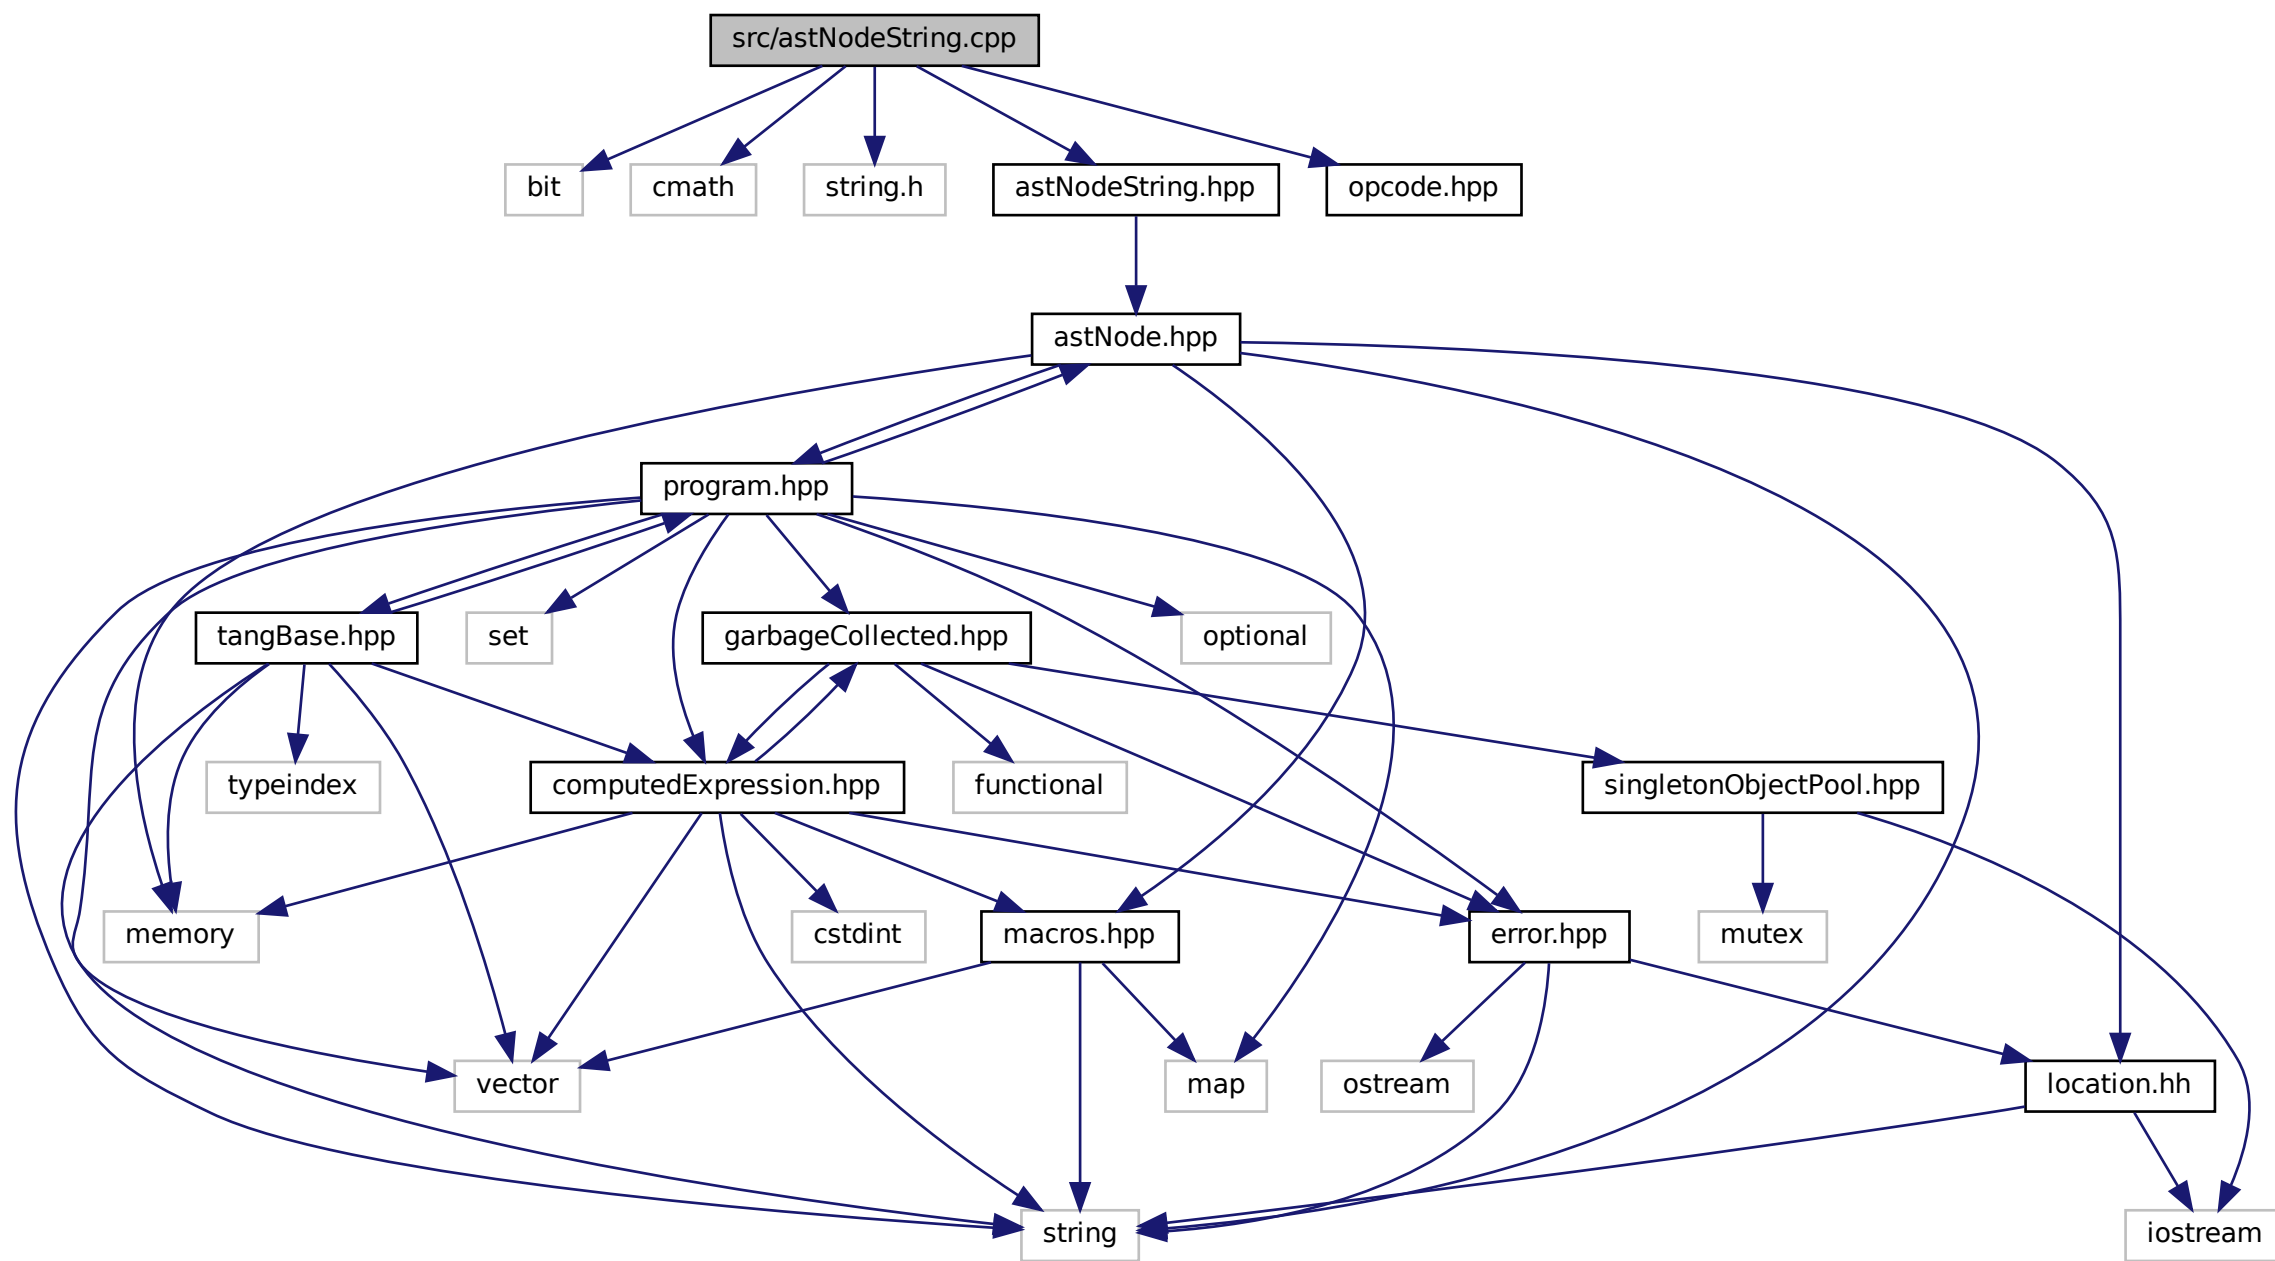 src/astNodeString.cpp
bit
cmath
string.h
astNodeString.hpp
opcode.hpp
astNode.hpp
program.hpp
tangBase.hpp
set
garbageCollected.hpp
optional
typeindex
computedExpression.hpp
functional
singletonObjectPool.hpp
memory
cstdint
macros.hpp
error.hpp
mutex
vector
map
ostream
location.hh
string
iostream